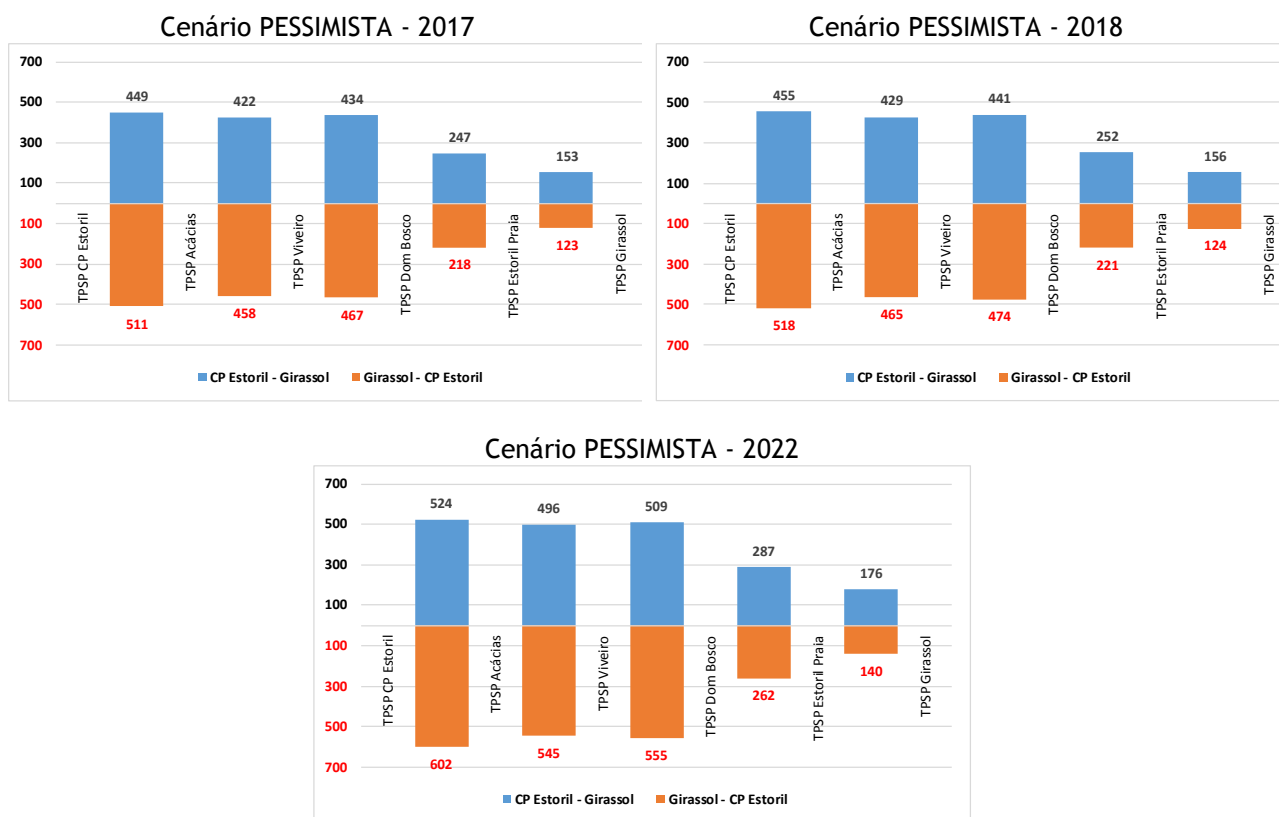 Cenário PESSIMISTA - 2017
700
500
300
100
100
300
500
700
449
422
434
247
153
TPSP CP Estoril
TPSP Acácias
TPSP Viveiro
TPSP Dom Bosco
TPSP Estoril Praia
TPSP Girassol
511
458
467
218
123
CP Estoril - Girassol
Girassol - CP Estoril
Cenário PESSIMISTA - 2018
700
500
300
100
100
300
500
700
455
429
441
252
156
TPSP CP Estoril
TPSP Acácias
TPSP Viveiro
TPSP Dom Bosco
TPSP Estoril Praia
TPSP Girassol
518
465
474
221
124
CP Estoril - Girassol
Girassol - CP Estoril
Cenário PESSIMISTA - 2022
700
500
300
100
100
300
500
700
524
496
509
287
176
TPSP CP Estoril
TPSP Acácias
TPSP Viveiro
TPSP Dom Bosco
TPSP Estoril Praia
TPSP Girassol
602
545
555
262
140
CP Estoril - Girassol
Girassol - CP Estoril